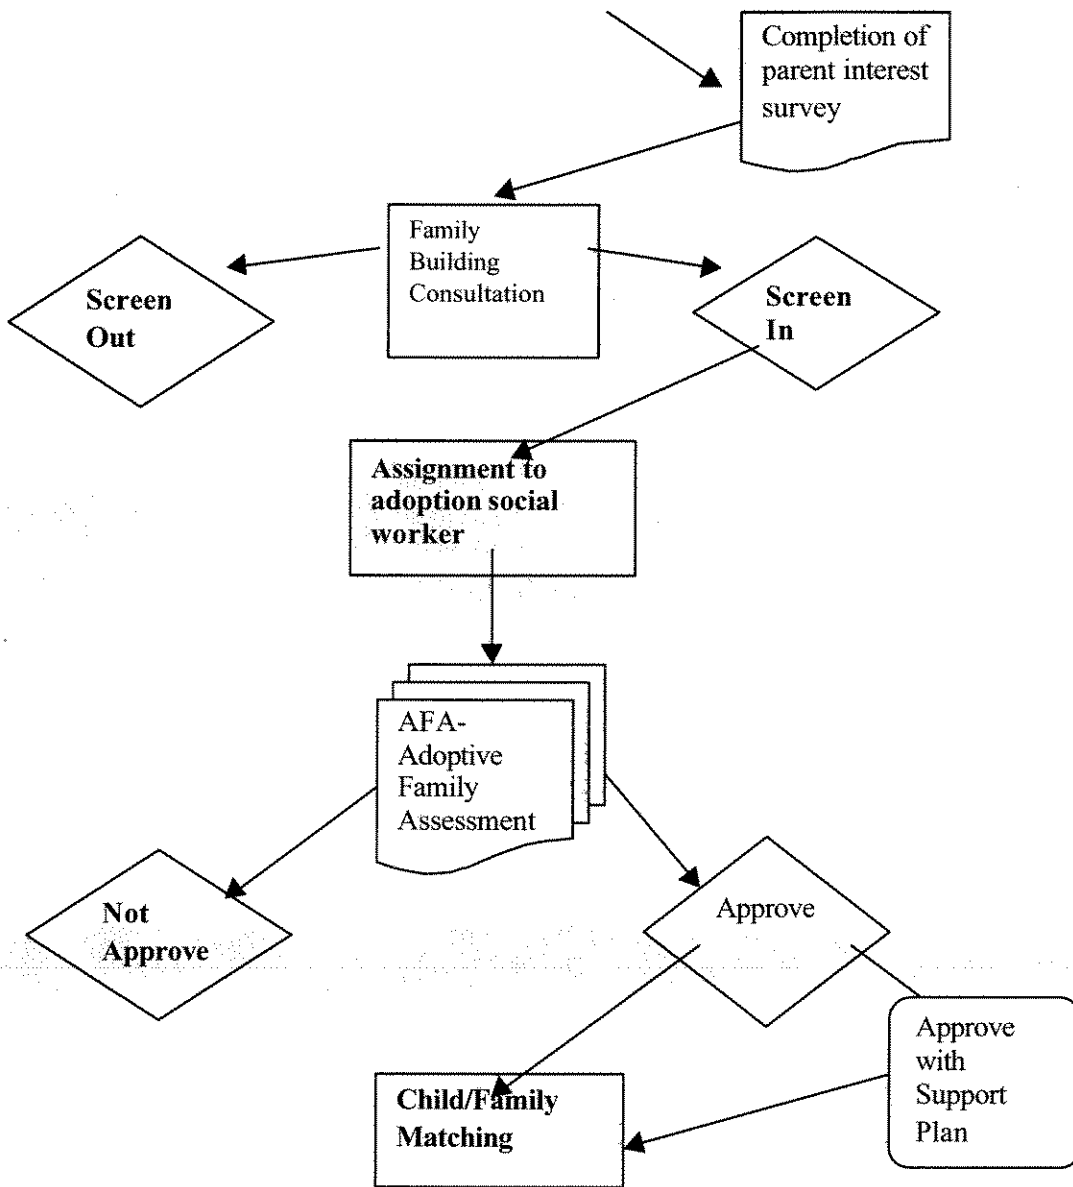 Completion of
parent interest
survey
Family
Building
Consultation
Screen
Out
Screen
In
Assignment to
adoption social
worker
AFA-
Adoptive
Family
Assessment
Not
Approve
Approve
Approve
with
Support
Plan
Child/Family
Matching